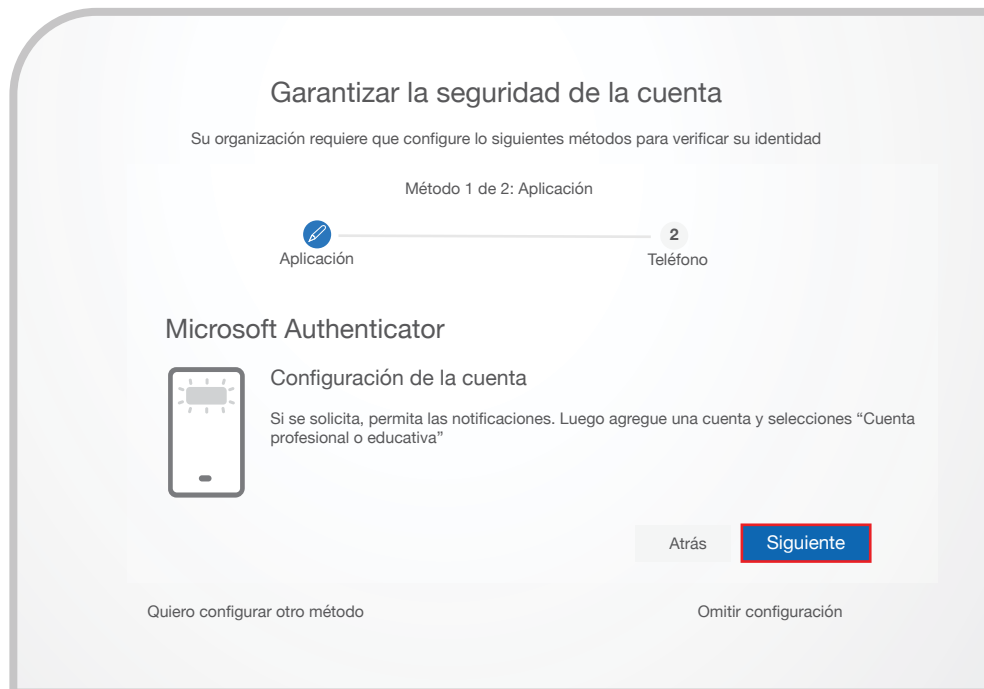 Garantizar la seguridad de la cuenta
Su organización requiere que configure lo siguientes métodos para verificar su identidad
Método 1 de 2: Aplicación
2
Aplicación
Teléfono
Microsoft Authenticator
Configuración de la cuenta
Si se solicita, permita las notificaciones. Luego agregue una cuenta y selecciones “Cuenta
profesional o educativa”
Atrás
Siguiente
Quiero configurar otro método
Omitir configuración